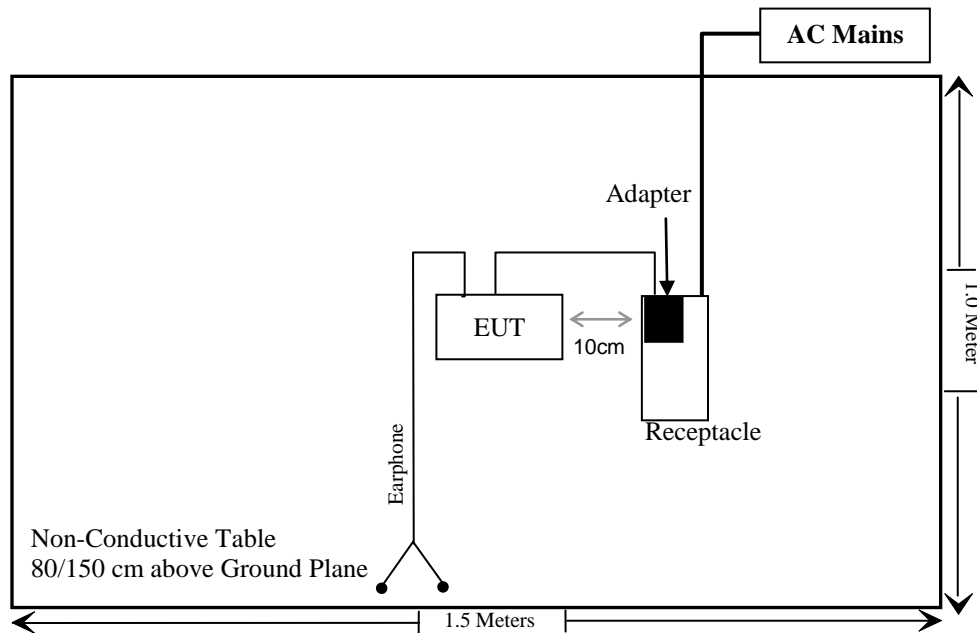 AC Mains
Adapter
EUT
10cm
1.0 Meter
Receptacle
Earphone
Non-Conductive Table
80/150 cm above Ground Plane
1.5 Meters